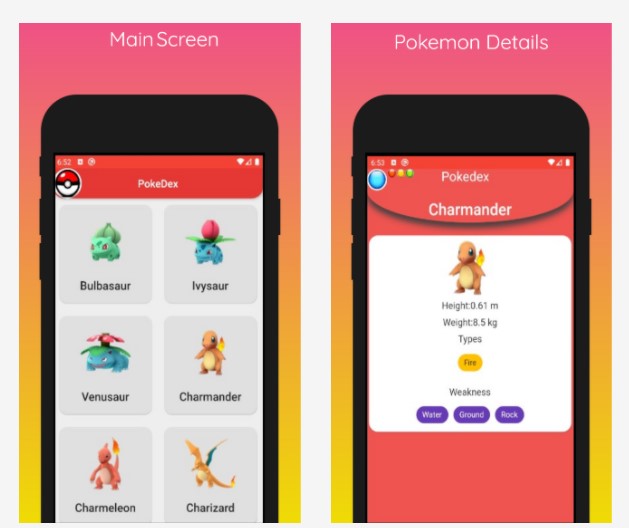 Main Screen
6:52
PokeDex
Bulbasaur
Ivysaur
Venusaur
Charmander
Charmeleon
Charizard
Pokemon Details
6:53
Pokedex
Charmander
Height:0.61 m
Weight:8.5 kg
Types
Fire
Weakness
Water
Ground
Rock